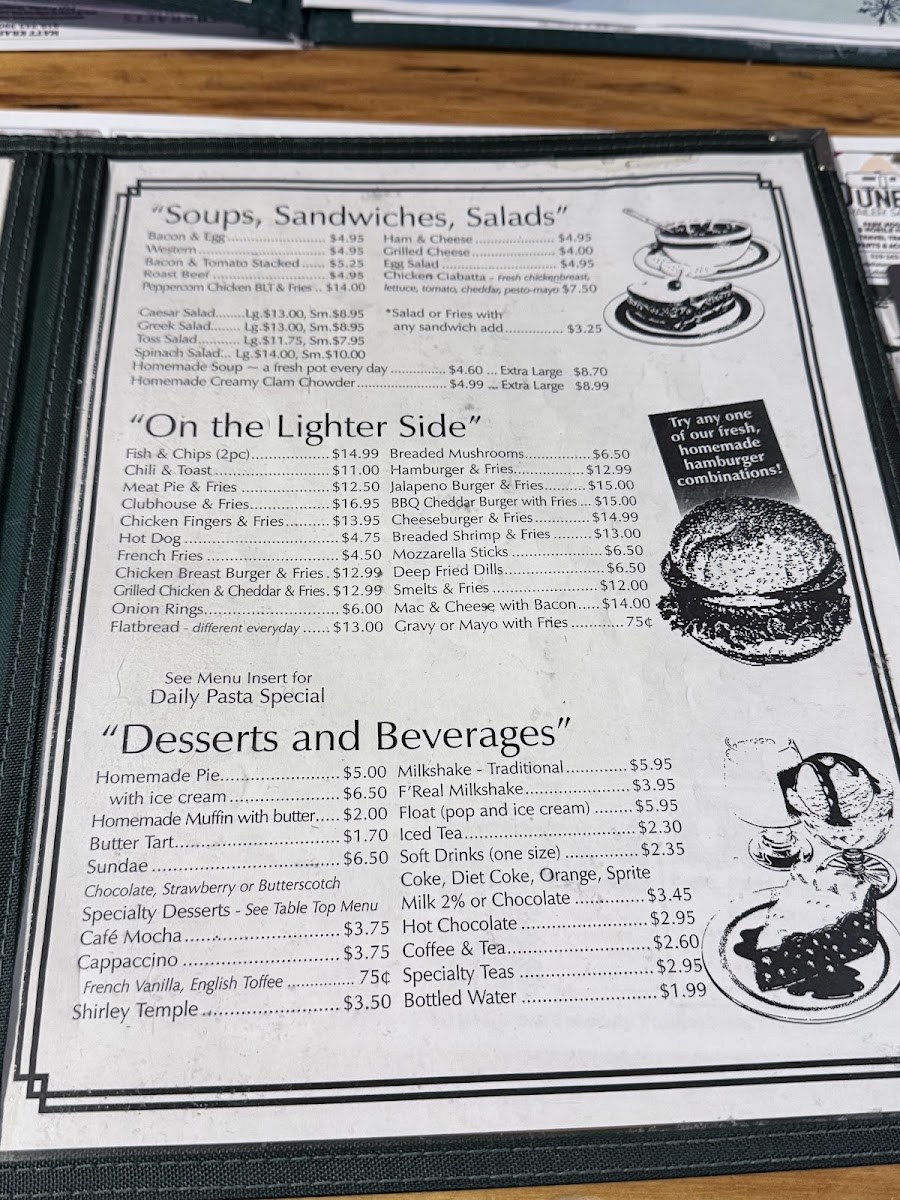 "Soups, Sandwiches, Salads"
Bacon & Egg............................ $4.95
Western .................................. $4.95
Bacon & Tomato Stacked ...... $5.25
Roast Beef .............................. $4.95
Peppercorn Chicken BLT & Fries .. $14.00
Ham & Cheese ...................... $4.95
Grilled Cheese....................... $4.00
Egg Salad ............................... $4.95
Chicken Ciabatta - fresh chickenbreast,
lettuce, tomato, cheddar, pesto-mayo $7.50
Caesar Salad.......Lg.$13.00, Sm.$8.95
Greek Salad....... Lg.$13.00, Sm.$8.95
Toss Salad........... Lg.$11.75, Sm.$7.95
Spinach Salad... Lg.$14.00, Sm.$10.00
*Salad or Fries with
any sandwich add.............. $3.25
Homemade Soup ~ a fresh pot every day .............. $4.60 ... Extra Large $8.70
Homemade Creamy Clam Chowder....................... $4.99 ... Extra Large $8.99
"On the Lighter Side"
Fish & Chips (2pc)................$14.99
Chili & Toast ........................$11.00
Meat Pie & Fries ..................$12.50
Clubhouse & Fries.................$16.95
Chicken Fingers & Fries.........$13.95
Hot Dog ................................ $4.75
French Fries ........................... $4.50
Chicken Breast Burger & Fries . $12.99
Grilled Chicken & Cheddar & Fries. $12.99
Onion Rings........................... $6.00
Flatbread - different everyday ...... $13.00
Breaded Mushrooms..............$6.50
Hamburger & Fries...............$12.99
Jalapeno Burger & Fries.........$15.00
BBQ Cheddar Burger with Fries ... $15.00
Cheeseburger & Fries............$14.99
Breaded Shrimp & Fries .........$13.00
Mozzarella Sticks ...................$6.50
Deep Fried Dills.....................$6.50
Smelts & Fries ......................$12.00
Mac & Cheese with Bacon.....$14.00
Gravy or Mayo with Fries ............75¢
Try any one
of our fresh,
homemade
hamburger
combinations!
See Menu Insert for
Daily Pasta Special
"Desserts and Beverages"
Homemade Pie....................... $5.00
with ice cream..................... $6.50
Homemade Muffin with butter..... $2.00
Butter Tart............................... $1.70
Sundae ................................... $6.50
Chocolate, Strawberry or Butterscotch
Specialty Desserts - See Table Top Menu
Café Mocha............................ $3.75
Cappaccino ............................ $3.75
French Vanilla, English Toffee .............. 75¢
Shirley Temple ........................ $3.50
Milkshake - Traditional ............$5.95
F'Real Milkshake.....................$3.95
Float (pop and ice cream) .......$5.95
Iced Tea................................. $2.30
Soft Drinks (one size) .............. $2.35
Coke, Diet Coke, Orange, Sprite
Milk 2% or Chocolate .............$3.45
Hot Chocolate ........................$2.95
Coffee & Tea...........................$2.60
Specialty Teas .........................$2.95
Bottled Water .........................$1.99